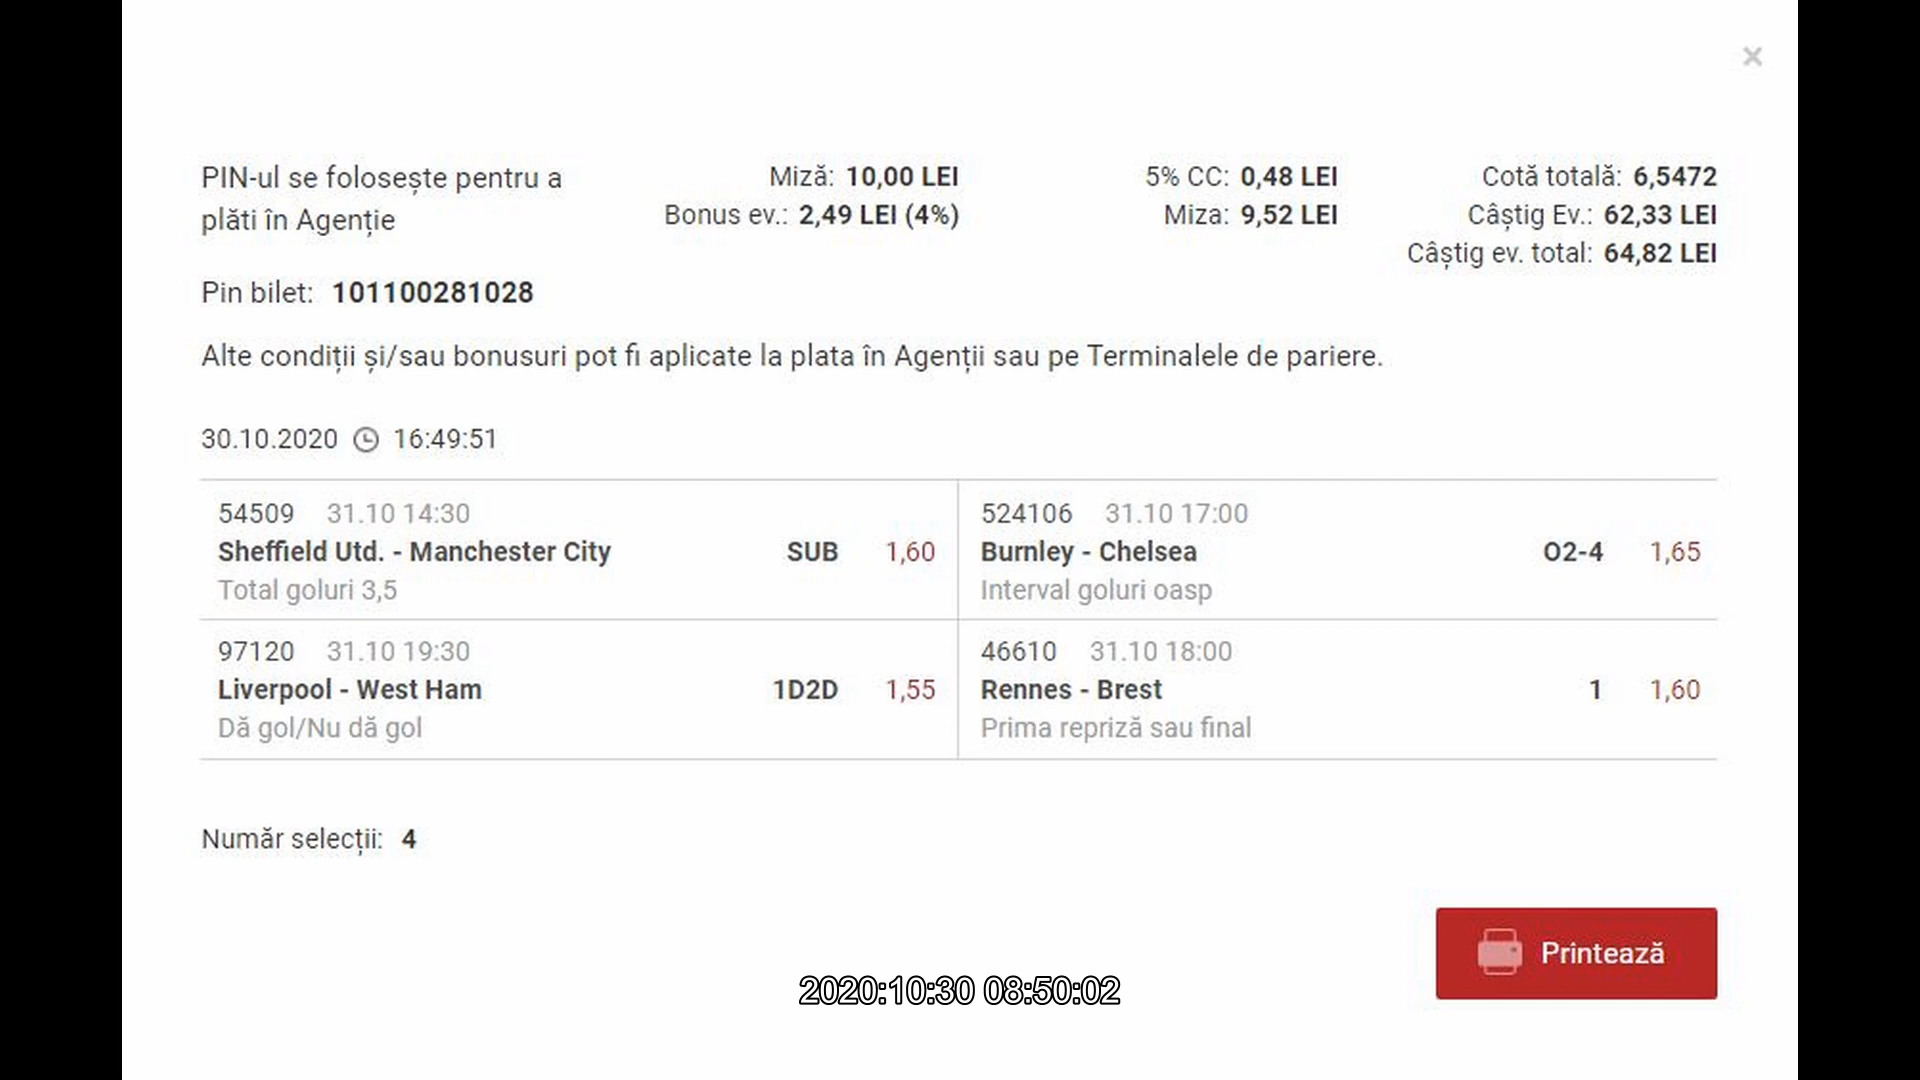 ×
PIN-ul se folosește pentru a
plăti în Agenție
Miză: 10,00 LEI
Bonus ev.: 2,49 LEI (4%)
5% CC: 0,48 LEI
Miza: 9,52 LEI
Cotă totală: 6,5472
Câștig Ev.: 62,33 LEI
Câștig ev. total: 64,82 LEI
Pin bilet: 101100281028
Alte condiții și/sau bonusuri pot fi aplicate la plata în Agenții sau pe Terminalele de pariere.
30.10.2020 16:49:51
54509 31.10 14:30
Sheffield Utd. - Manchester City SUB 1,60
Total goluri 3,5
524106 31.10 17:00
Burnley - Chelsea O2-4 1,65
Interval goluri oasp
97120 31.10 19:30
Liverpool - West Ham 1D2D 1,55
Dă gol/Nu dă gol
46610 31.10 18:00
Rennes - Brest 1 1,60
Prima repriză sau final
Număr selecții: 4
Printează
2020:10:30 08:50:02